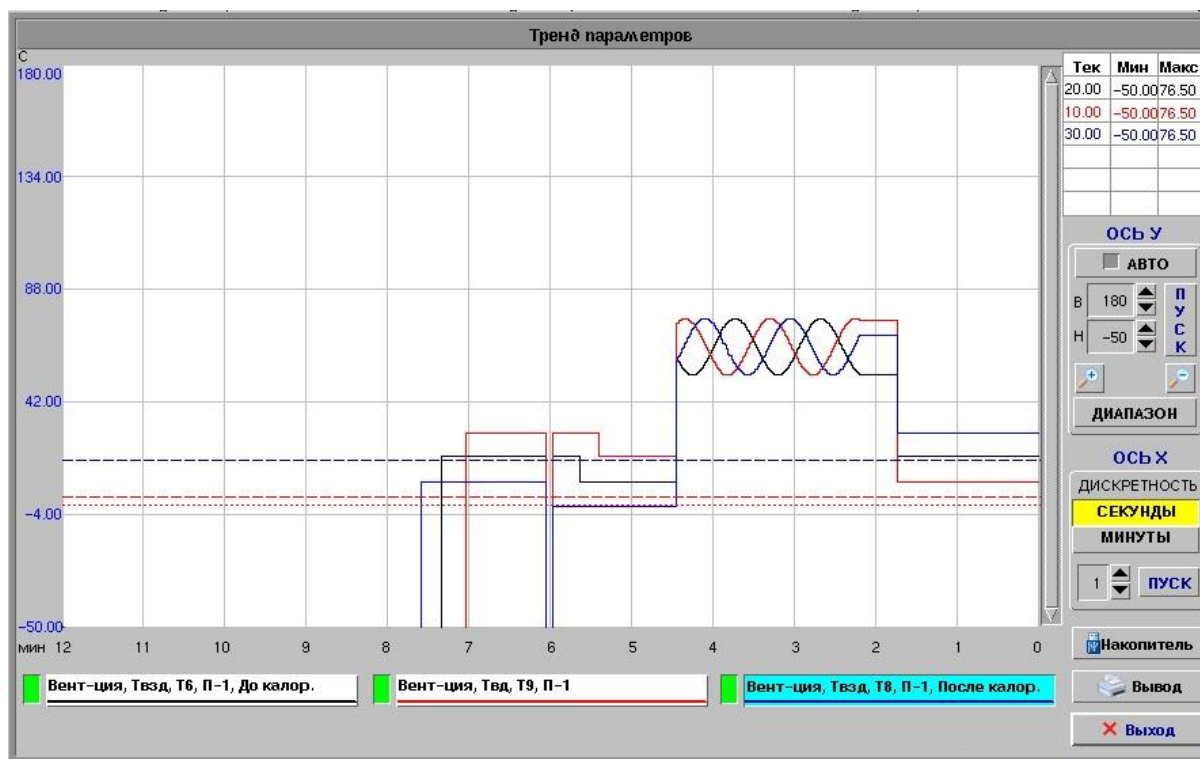 Тренд параметров
С
180.00
134.00
88.00
42.00
-4.00
-50.00
мин 12 11 10 9 8 7 6 5 4 3 2 1 0
Вент-ция, Твзд, Т6, П-1, До калор.
Вент-ция, Твд, Т9, П-1
Вент-ция, Твзд, Т8, П-1, После калор.
Тек Мин Макс
20.00 -50.00 76.50
10.00 -50.00 76.50
30.00 -50.00 76.50
ОСЬ У
АВТО
В 180
Н -50
ПУСК
ДИАПАЗОН
ОСЬ Х
ДИСКРЕТНОСТЬ
СЕКУНДЫ
МИНУТЫ
1 ПУСК
Накопитель
Вывод
Выход